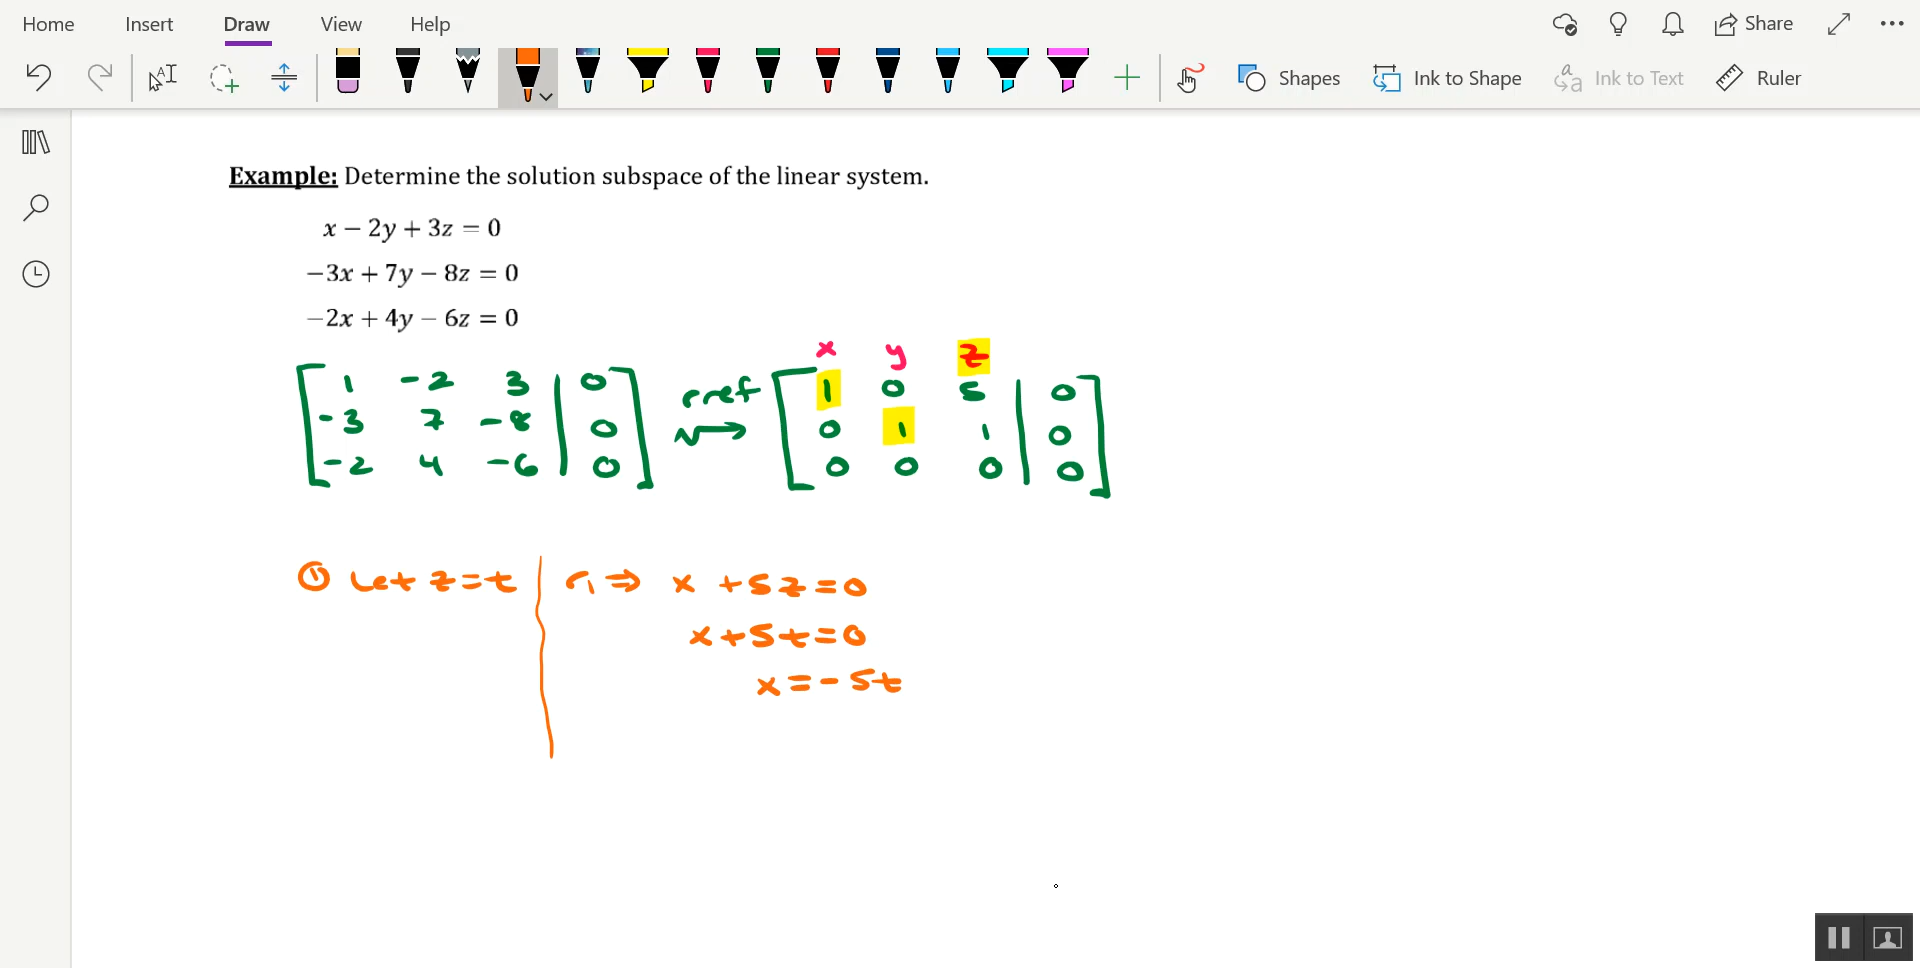 Home Insert Draw View Help Share
Shapes Ink to Shape Ink to Text Ruler
Example: Determine the solution subspace of the linear system.
x − 2y + 3z = 0
−3x + 7y − 8z = 0
−2x + 4y − 6z = 0
x y z
1 -2 3 | 0 rref 1 0 5 | 0
-3 7 -8 | 0 → 0 1 1 | 0
-2 4 -6 | 0 0 0 0 | 0
① Let z=t | r₁ ⇒ x +5z=0
x+5t=0
x=-5t